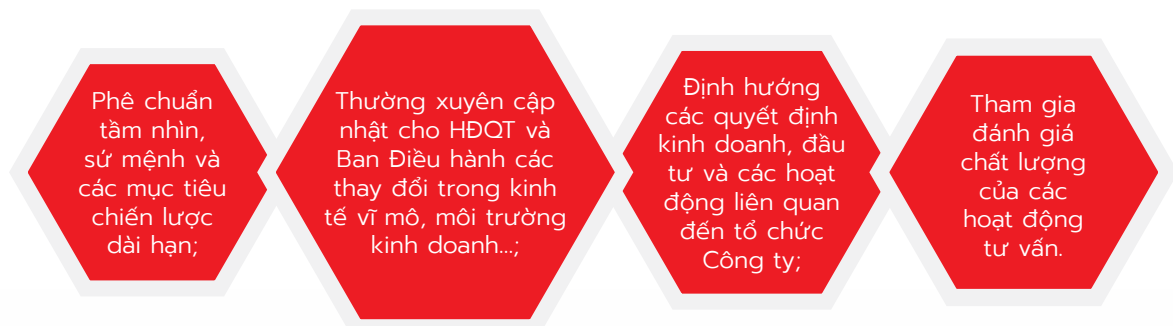 Phê chuẩn
tầm nhìn,
sứ mệnh và
các mục tiêu
chiến lược
dài hạn;
Thường xuyên cập
nhật cho HĐQT và
Ban Điều hành các
thay đổi trong kinh
tế vĩ mô, môi trường
kinh doanh...;
Định hướng
các quyết định
kinh doanh, đầu
tư và các hoạt
động liên quan
đến tổ chức
Công ty;
Tham gia
đánh giá
chất lượng
của các
hoạt động
tư vấn.